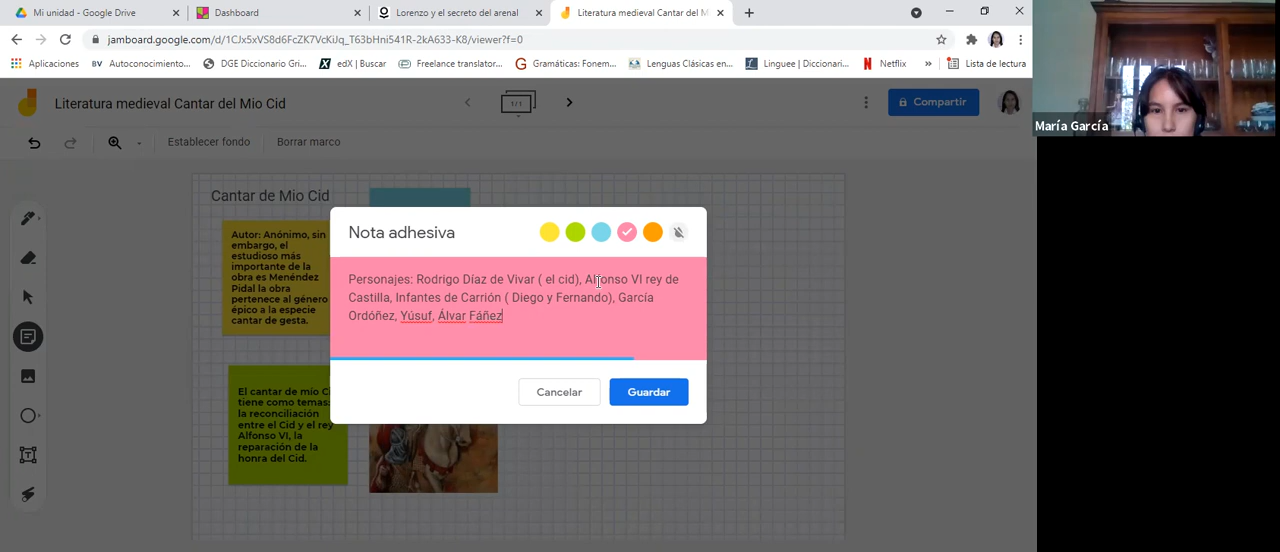 Mi unidad - Google Drive
Dashboard
Lorenzo y el secreto del arenal
Literatura medieval Cantar del M
jamboard.google.com/d/1CJx5xVS8d6FcZK7VcKiJq_T63bHni541R-2kA633-K8/viewer?f=0
Aplicaciones
BV Autoconocimiento...
DGE Diccionario Gri...
edX | Buscar
Freelance translator...
Gramáticas: Fonem...
Lenguas Clásicas en...
Linguee | Diccionari...
Netflix
»
Lista de lectura
Literatura medieval Cantar del Mio Cid
1/1
Compartir
María García
Establecer fondo
Borrar marco
Cantar de Mio Cid
Autor: Anónimo, sin
embargo, el
estudioso más
importante de la
obra es Menéndez
Pidal la obra
pertenece al género
épico a la especie
cantar de gesta.
Nota adhesiva
Personajes: Rodrigo Díaz de Vivar ( el cid), Alfonso VI rey de
Castilla, Infantes de Carrión ( Diego y Fernando), García
Ordóñez, Yúsuf, Álvar Fáñez
Cancelar
Guardar
El cantar de mío C
tiene como temas:
la reconciliación
entre el Cid y el rey
Alfonso VI, la
reparación de la
honra del Cid.